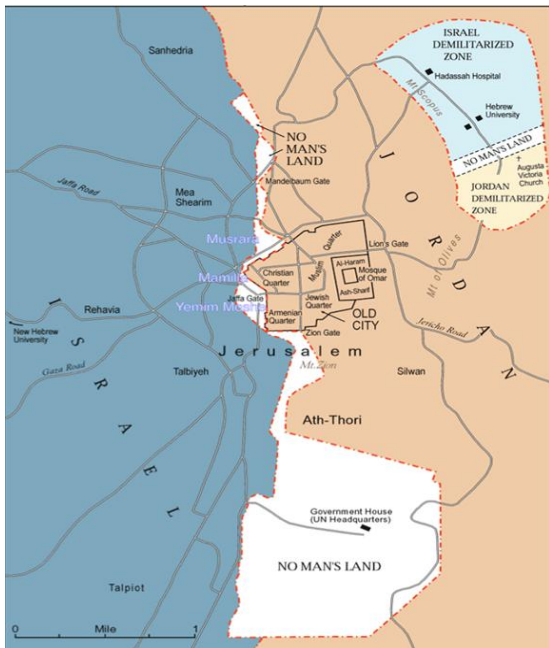 Sanhedria
ISRAEL
DEMILITARIZED
ZONE
Hadassah Hospital
Mt. Scopus
Hebrew
University
NO MAN'S LAND
Augusta
Victoria
Church
JORDAN
DEMILITARIZED
ZONE
NO
MAN'S
LAND
Mandelbaum Gate
Jaffa Road
Mea
Shearim
Musrara
Mamilla
Yemim Moshe
Jaffa Gate
Christian
Quarter
Muslim
Quarter
Lion's Gate
Al-Haram
Mosque
of Omar
Ash-Sharif
Jewish
Quarter
Armenian
Quarter
OLD
CITY
Zion Gate
Mt. of Olives
JORDAN
Rehavia
New Hebrew
University
Gaza Road
Talbiyeh
Jerusalem
Mt. Zion
Jericho Road
Silwan
Ath-Thori
ISRAEL
Government House
(UN Headquarters)
NO MAN'S LAND
Talpiot
0 Mile 1